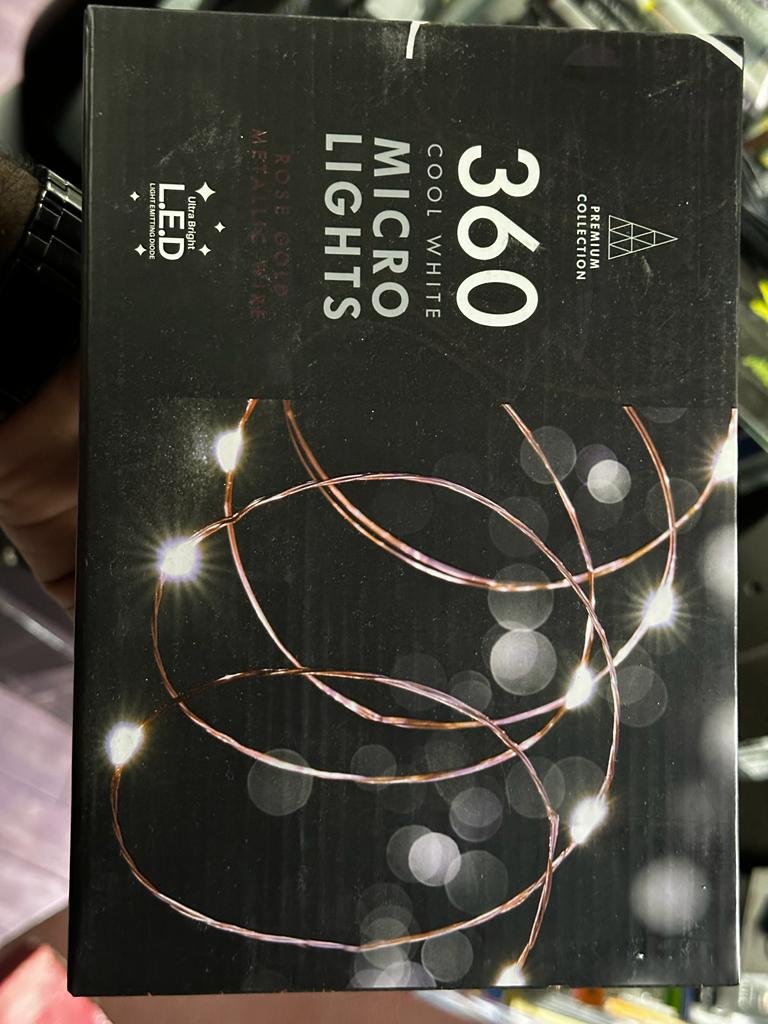 PREMIUM
COLLECTION
360
COOL WHITE
MICRO
LIGHTS
ROSE GOLD
METALLIC WIRE
Ultra Bright
L.E.D
LIGHT EMITTING DIODE